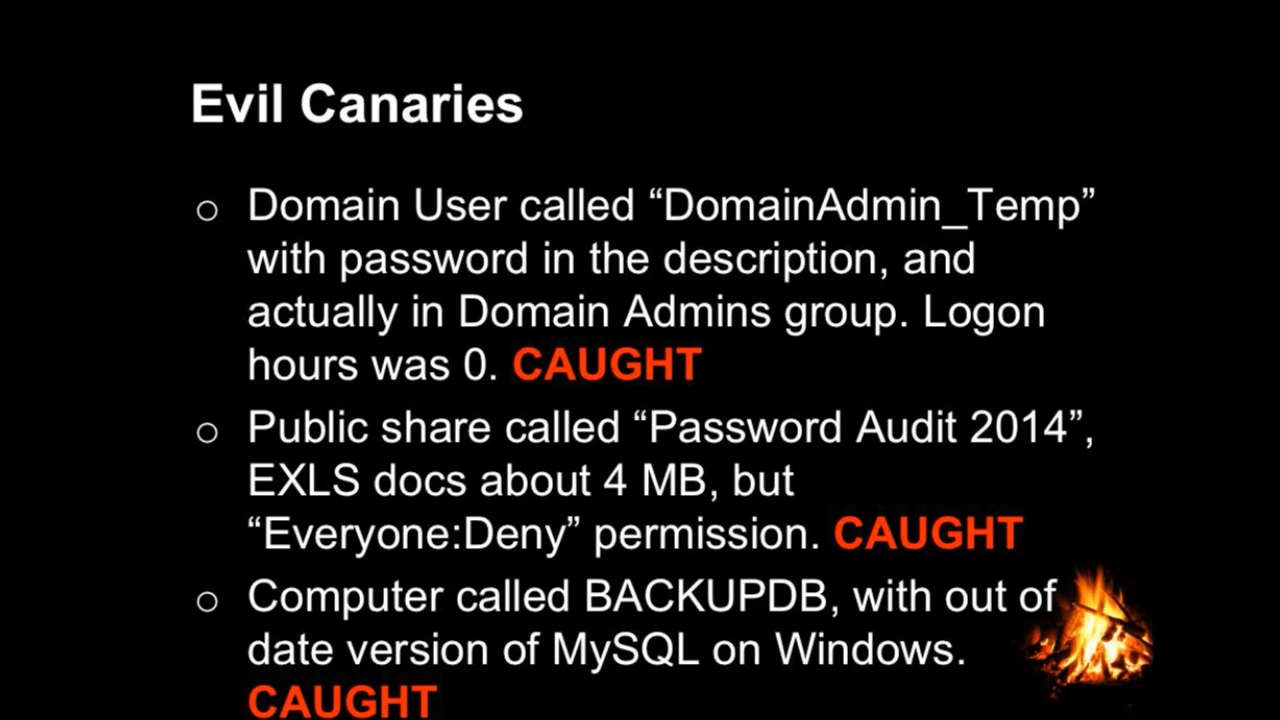 Evil Canaries
o Domain User called “DomainAdmin_Temp”
with password in the description, and
actually in Domain Admins group. Logon
hours was 0. CAUGHT
o Public share called “Password Audit 2014”,
EXLS docs about 4 MB, but
“Everyone:Deny” permission. CAUGHT
o Computer called BACKUPDB, with out of
date version of MySQL on Windows.
CAUGHT